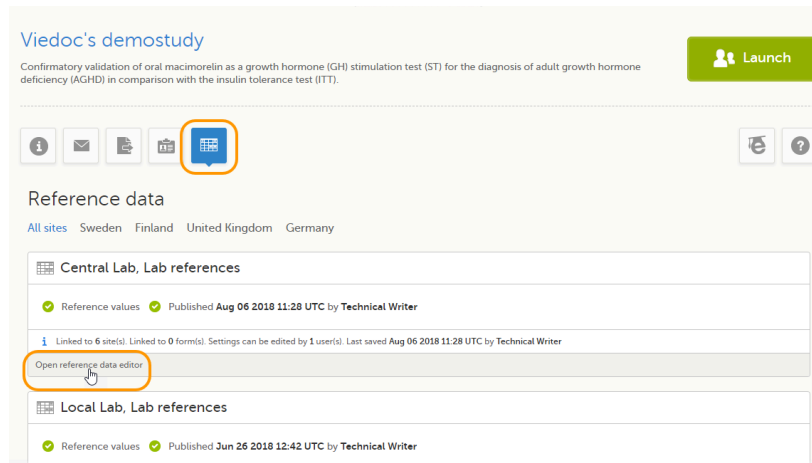 Viedoc's demostudy
Confirmatory validation of oral macimorelin as a growth hormone (GH) stimulation test (ST) for the diagnosis of adult growth hormone
deficiency (AGHD) in comparison with the insulin tolerance test (ITT).
Launch
Reference data
All sites Sweden Finland United Kingdom Germany
Central Lab, Lab references
Reference values Published Aug 06 2018 11:28 UTC by Technical Writer
Linked to 6 site(s). Linked to 0 form(s). Settings can be edited by 1 user(s). Last saved Aug 06 2018 11:28 UTC by Technical Writer
Open reference data editor
Local Lab, Lab references
Reference values Published Jun 26 2018 12:42 UTC by Technical Writer